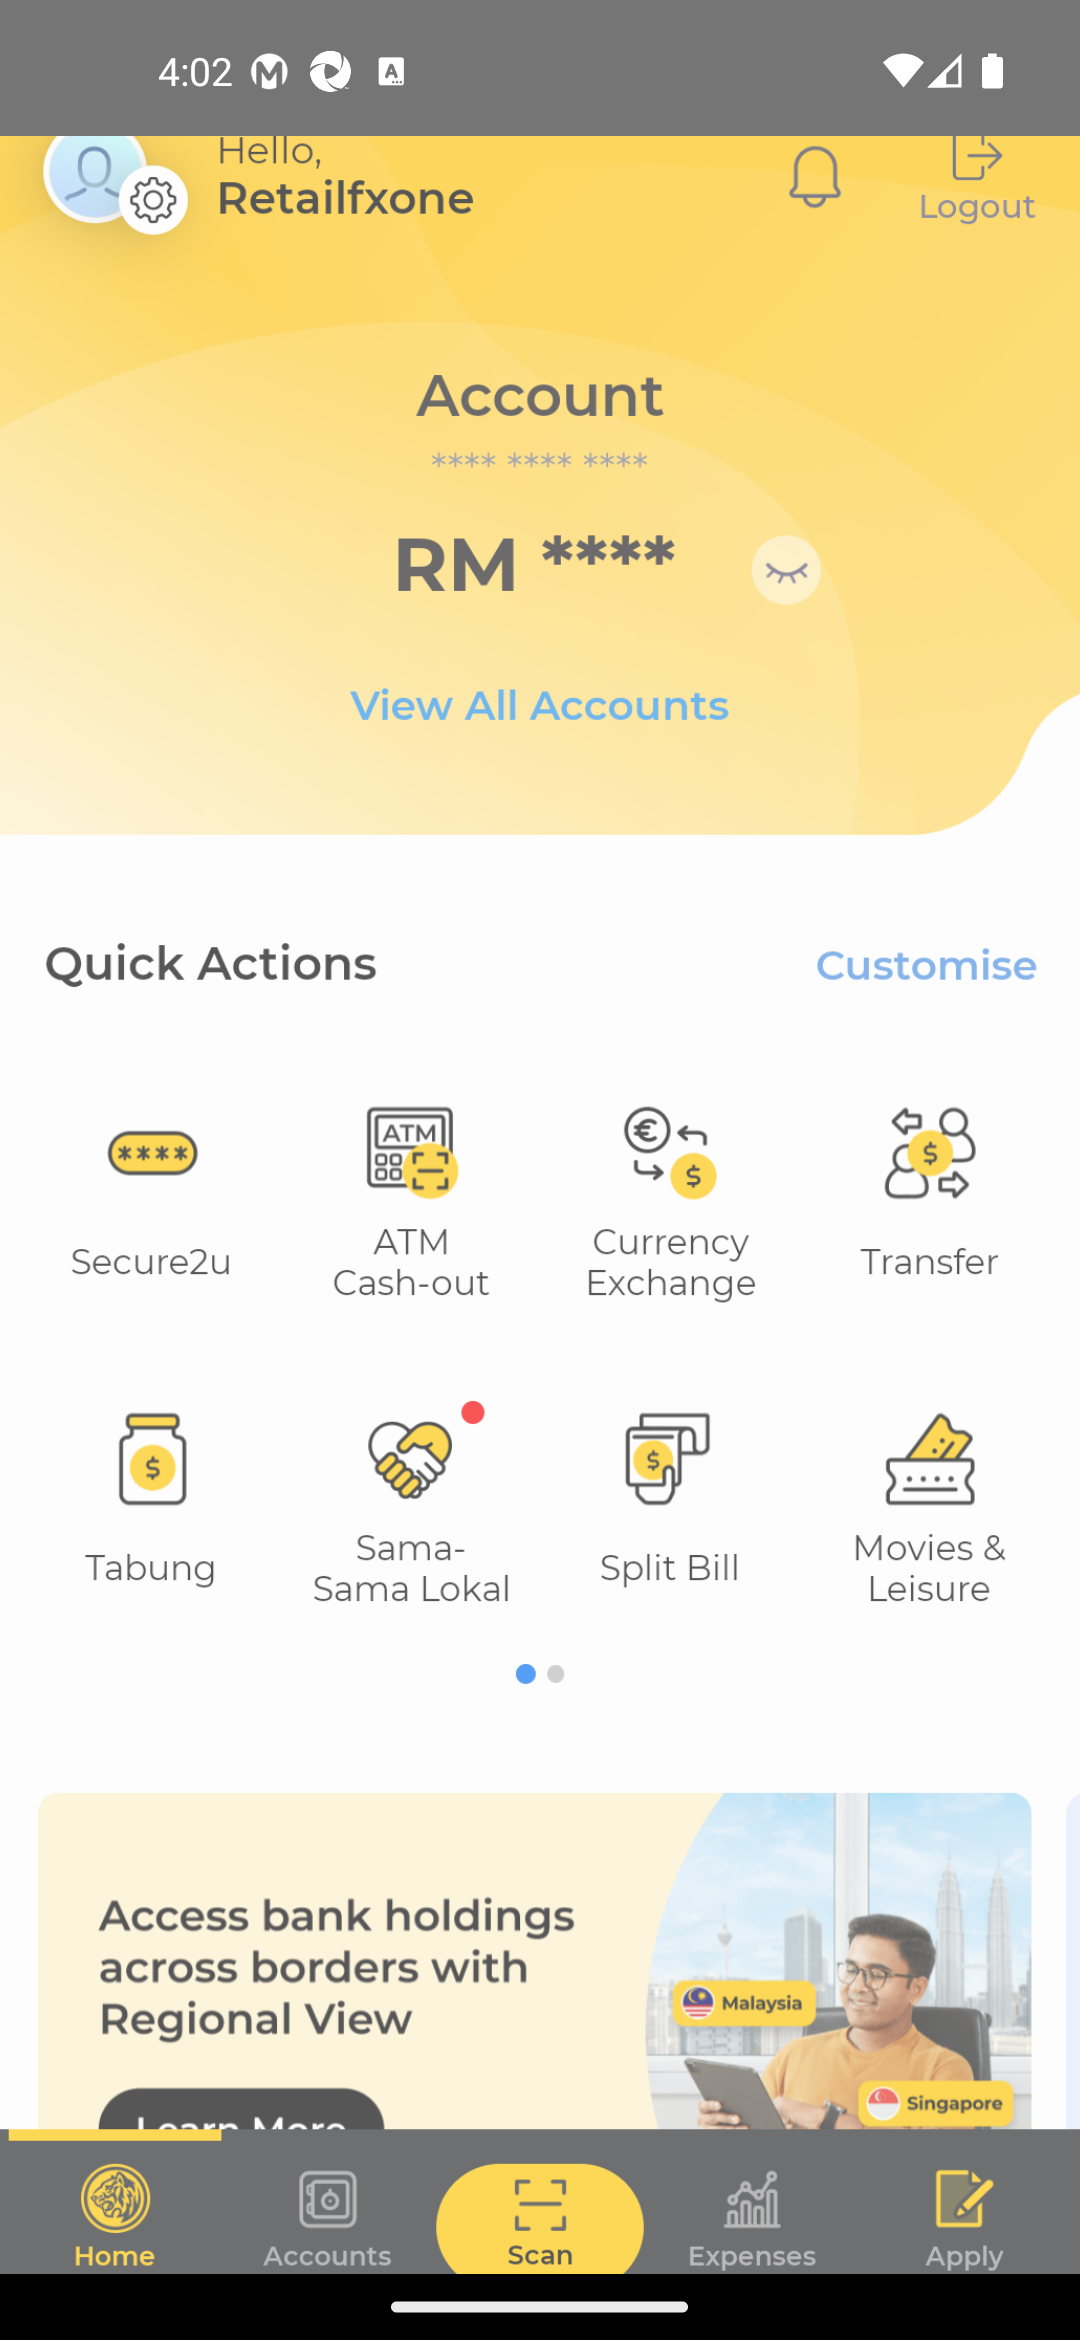 4:02
Hello,
Retailfxone
Logout
Account
**** **** ****
RM ****
View All Accounts
Quick Actions
Customise
****
Secure2u
ATM
ATM
Cash-out
Currency
Exchange
Transfer
Tabung
Sama-
Sama Lokal
Split Bill
Movies &
Leisure
Access bank holdings
across borders with
Regional View
Malaysia
Singapore
Learn More
Home
Accounts
Scan
Expenses
Apply